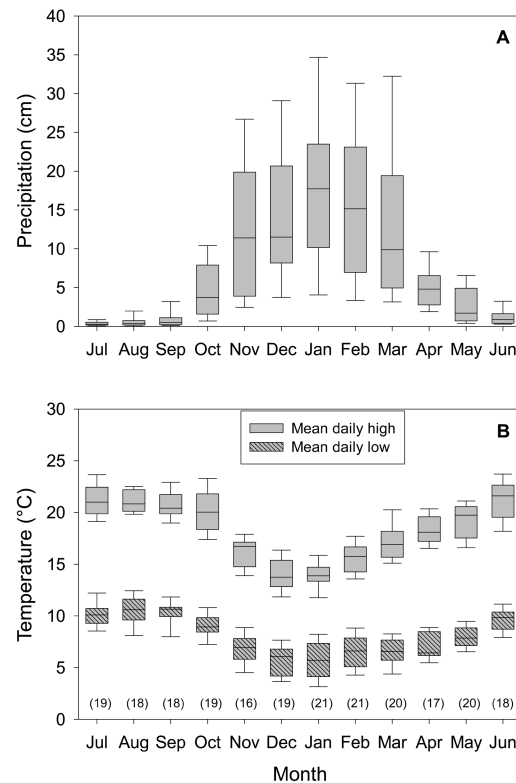 A
Precipitation (cm)
40
35
30
25
20
15
10
5
0
Jul Aug Sep Oct Nov Dec Jan Feb Mar Apr May Jun
B
Mean daily high
Mean daily low
Temperature (°C)
30
25
20
15
10
5
0
(19) (18) (18) (19) (16) (19) (21) (21) (20) (17) (20) (18)
Jul Aug Sep Oct Nov Dec Jan Feb Mar Apr May Jun
Month